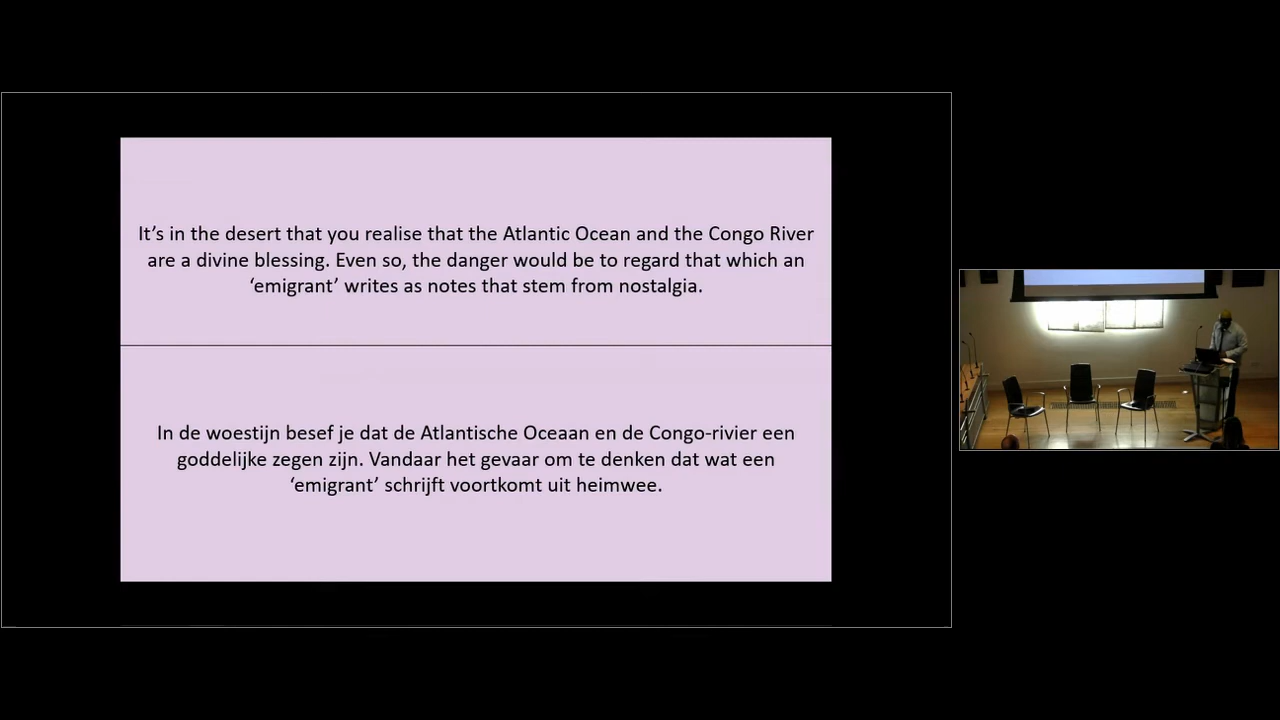 It’s in the desert that you realise that the Atlantic Ocean and the Congo River
are a divine blessing. Even so, the danger would be to regard that which an
‘emigrant’ writes as notes that stem from nostalgia.
In de woestijn besef je dat de Atlantische Oceaan en de Congo-rivier een
goddelijke zegen zijn. Vandaar het gevaar om te denken dat wat een
‘emigrant’ schrijft voortkomt uit heimwee.